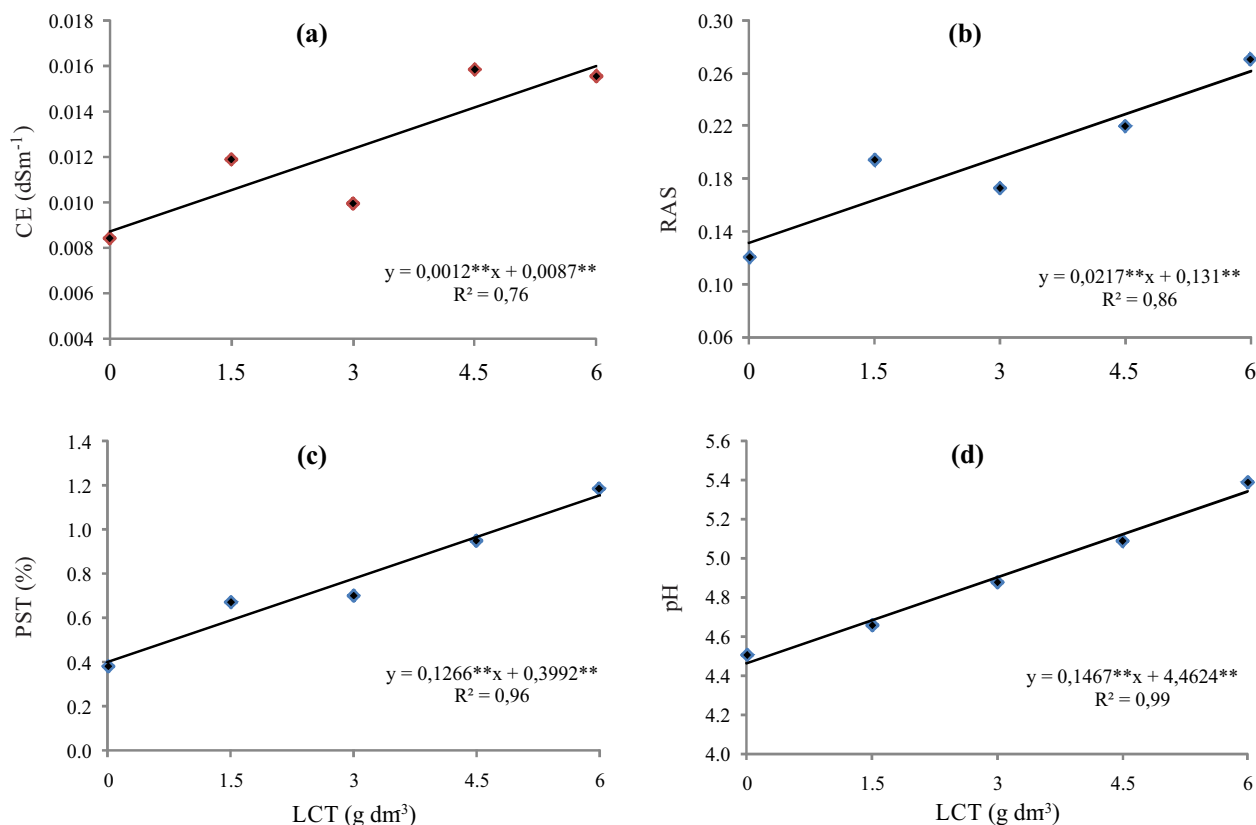 (a)
CE (dSm⁻¹)
0.018
0.016
0.014
0.012
0.010
0.008
0.006
0.004
y = 0,0012**x + 0,0087**
R² = 0,76
0 1.5 3 4.5 6
(b)
RAS
0.30
0.26
0.22
0.18
0.14
0.10
0.06
y = 0,0217**x + 0,131**
R² = 0,86
0 1.5 3 4.5 6
(c)
PST (%)
1.4
1.2
1.0
0.8
0.6
0.4
0.2
0.0
y = 0,1266**x + 0,3992**
R² = 0,96
0 1.5 3 4.5 6
LCT (g dm⁻³)
(d)
pH
5.6
5.4
5.2
5.0
4.8
4.6
4.4
4.2
4.0
y = 0,1467**x + 4,4624**
R² = 0,99
0 1.5 3 4.5 6
LCT (g dm⁻³)